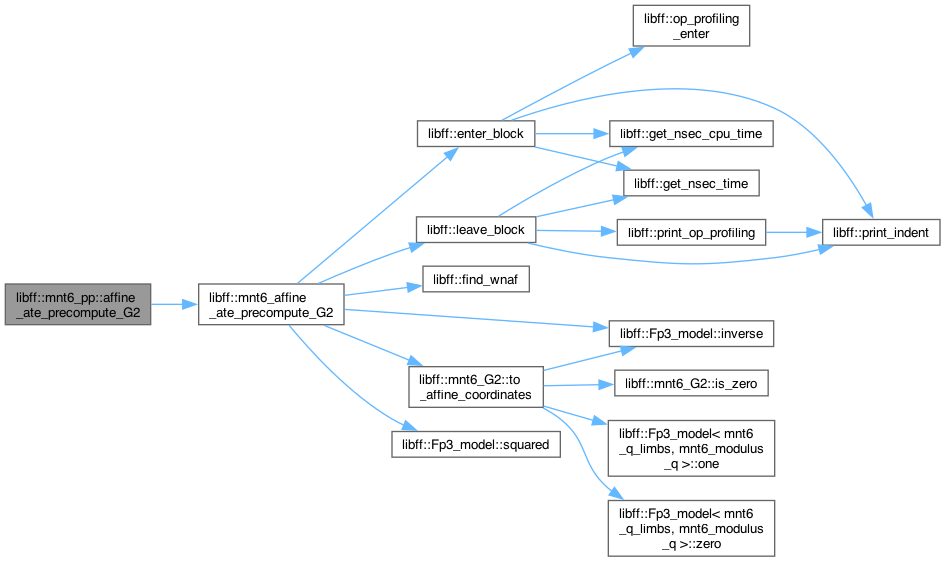 libff::mnt6_pp::affine
_ate_precompute_G2
libff::mnt6_affine
_ate_precompute_G2
libff::enter_block
libff::op_profiling
_enter
libff::get_nsec_cpu_time
libff::get_nsec_time
libff::leave_block
libff::print_op_profiling
libff::print_indent
libff::find_wnaf
libff::Fp3_model::inverse
libff::mnt6_G2::to
_affine_coordinates
libff::mnt6_G2::is_zero
libff::Fp3_model< mnt6
_q_limbs, mnt6_modulus
_q >::one
libff::Fp3_model::squared
libff::Fp3_model< mnt6
_q_limbs, mnt6_modulus
_q >::zero